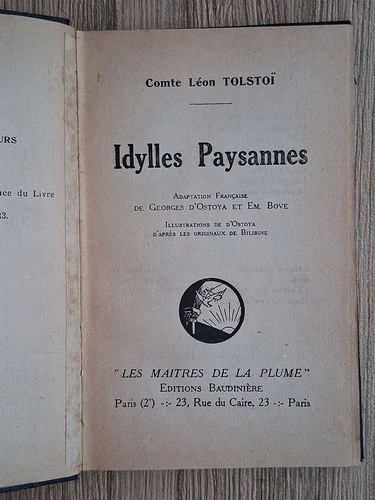 URS
ce du Livre
23.
Comte Léon TOLSTOÏ
Idylles Paysannes
Adaptation Française
de Georges d'Ostoya et Em. Bove
Illustrations de d'Ostoya
d'après les originaux de Bilibine
"LES MAITRES DE LA PLUME"
Editions Baudinière
Paris (2e) -:- 23, Rue du Caire, 23 -:- Paris